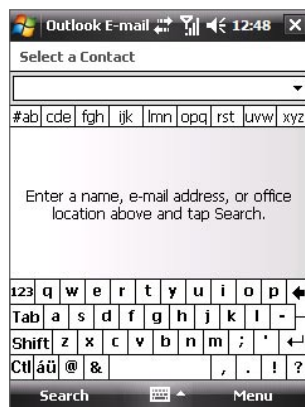 Outlook E-mail 12:48 X
Select a Contact
#ab cde fgh ijk lmn opq rst uvw xyz
Enter a name, e-mail address, or office
location above and tap Search.
123 q w e r t y u i o p
Tab a s d f g h j k l -
Shift z x c v b n m ; '
Ctl áü @ & , . ! ?
Search Menu